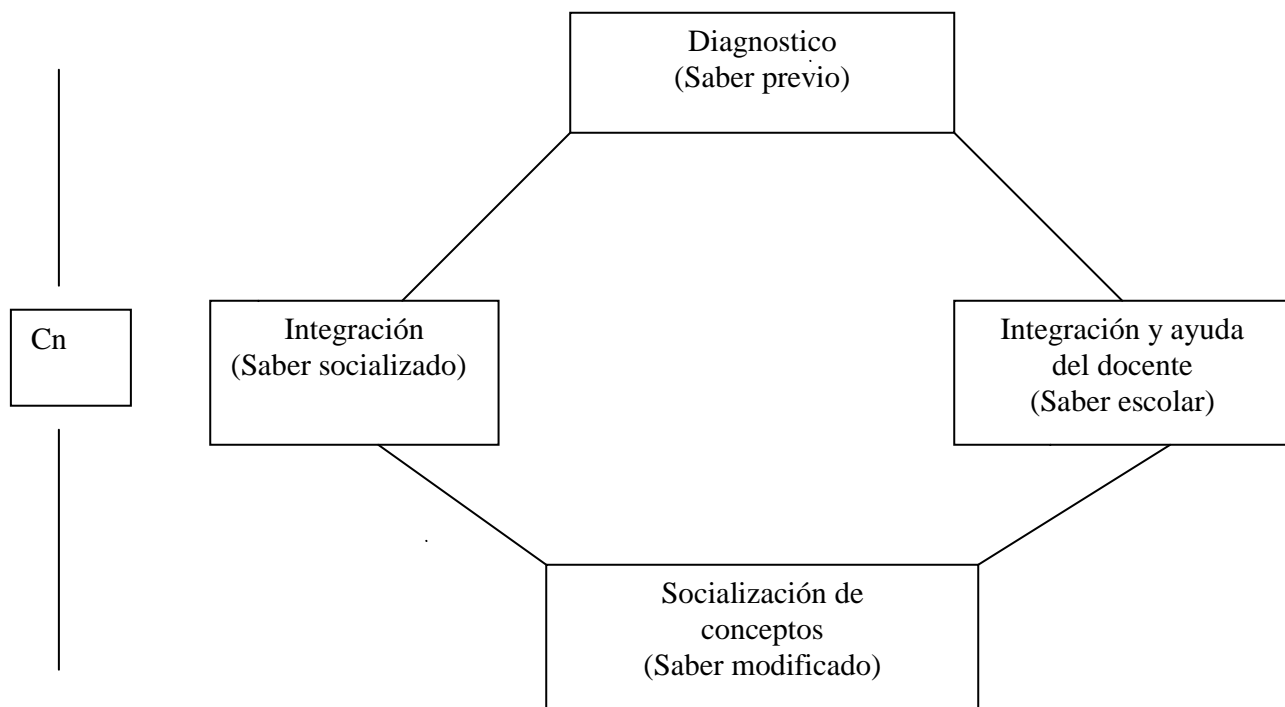 Diagnostico
(Saber previo)
Cn
Integración
(Saber socializado)
Integración y ayuda
del docente
(Saber escolar)
Socialización de
conceptos
(Saber modificado)